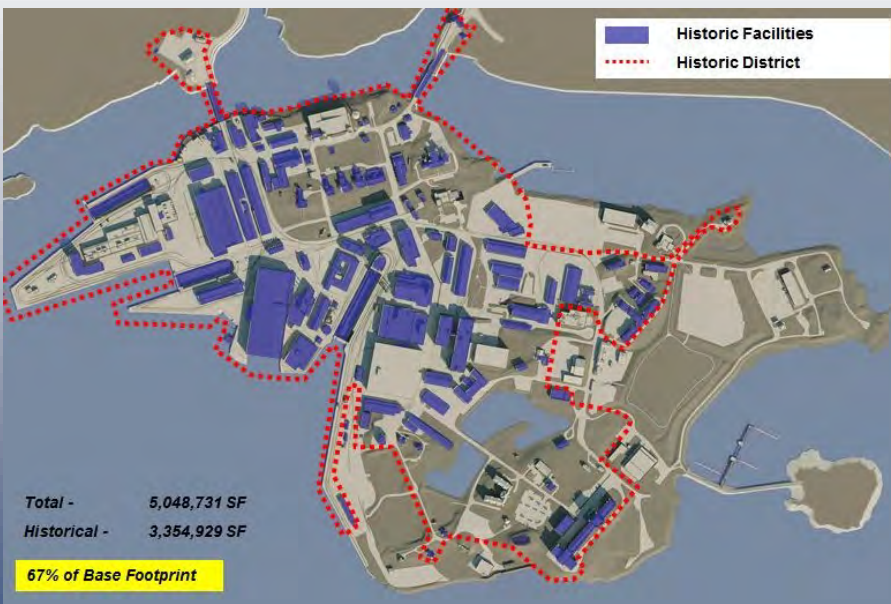 Historic Facilities
Historic District
Total - 5,048,731 SF
Historical - 3,354,929 SF
67% of Base Footprint